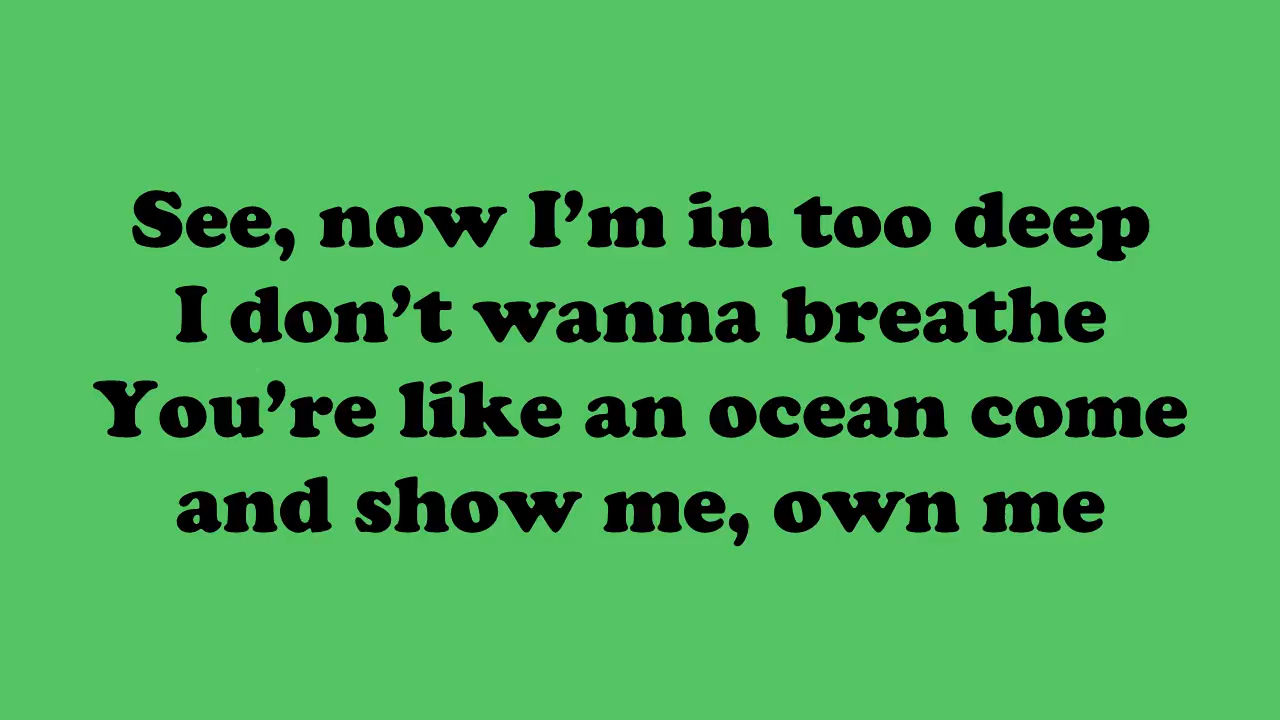 See, now I’m in too deep
I don’t wanna breathe
You’re like an ocean come
and show me, own me